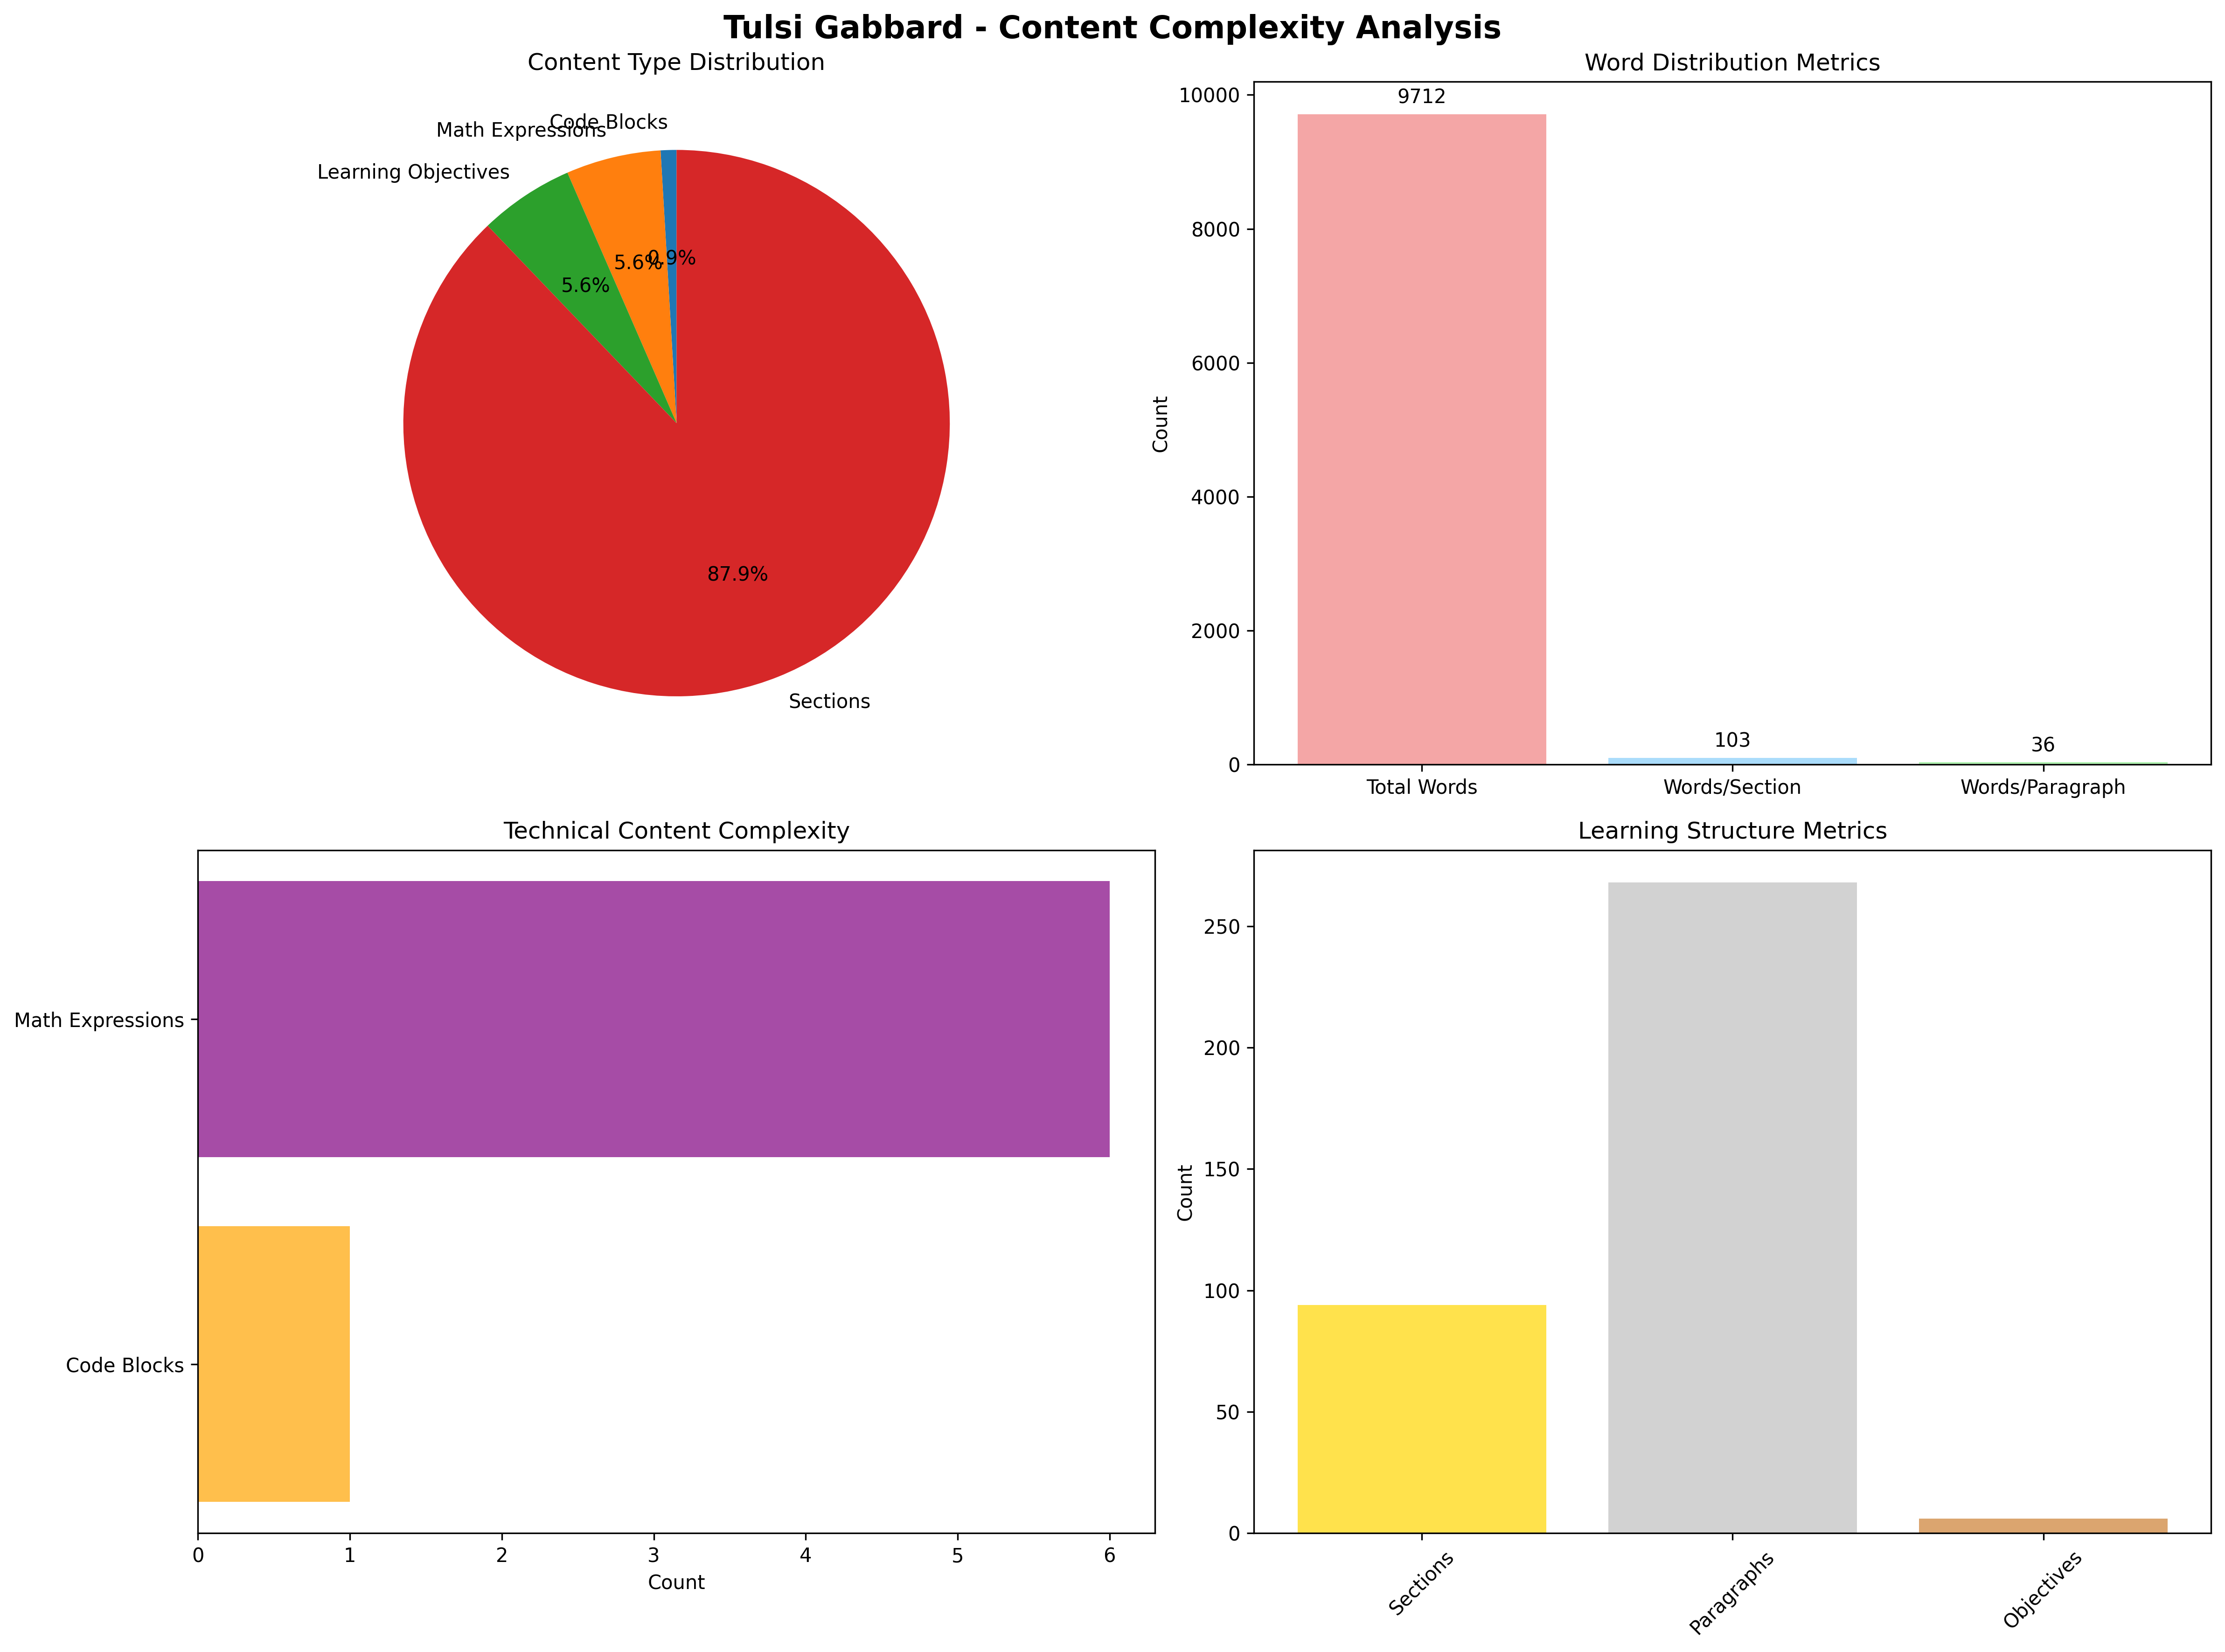 Tulsi Gabbard - Content Complexity Analysis
Content Type Distribution
Code Blocks
Math Expressions
Learning Objectives
0.9%
5.6%
5.6%
87.9%
Sections
Word Distribution Metrics
10000
8000
6000
4000
2000
0
Count
9712
103
36
Total Words
Words/Section
Words/Paragraph
Technical Content Complexity
Math Expressions
Code Blocks
0
1
2
3
4
5
6
Count
Learning Structure Metrics
250
200
150
100
50
0
Count
Sections
Paragraphs
Objectives